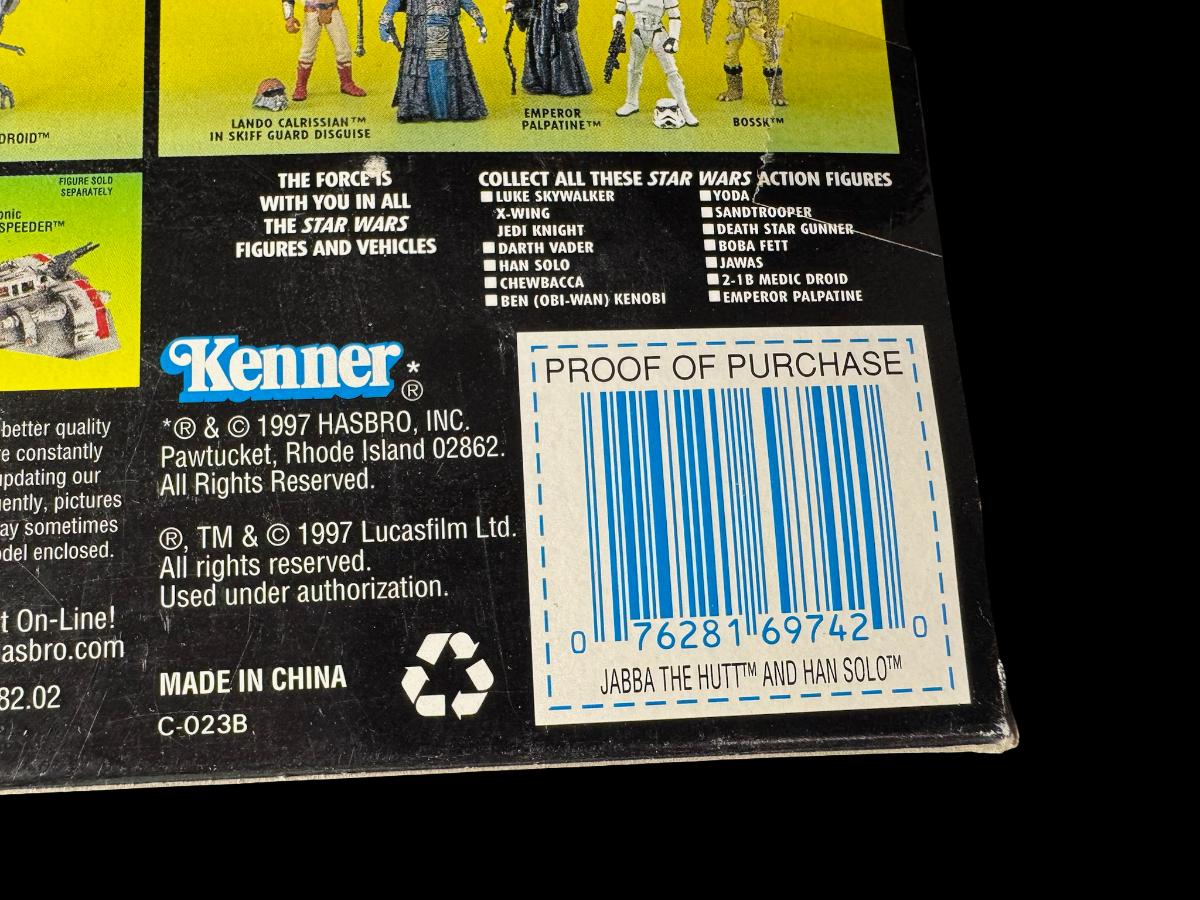 LANDO CALRISSIAN™
IN SKIFF GUARD DISGUISE
EMPEROR
PALPATINE™
BOSSK™
DROID™
FIGURE SOLD
SEPARATELY
SPEEDER™
THE FORCE IS
WITH YOU IN ALL
THE STAR WARS
FIGURES AND VEHICLES
COLLECT ALL THESE STAR WARS ACTION FIGURES
LUKE SKYWALKER
X-WING
JEDI KNIGHT
DARTH VADER
HAN SOLO
CHEWBACCA
BEN (OBI-WAN) KENOBI
YODA
SANDTROOPER
DEATH STAR GUNNER
BOBA FETT
JAWAS
2-1B MEDIC DROID
EMPEROR PALPATINE
Kenner*®
*® & © 1997 HASBRO, INC.
Pawtucket, Rhode Island 02862.
All Rights Reserved.
®, TM & © 1997 Lucasfilm Ltd.
All rights reserved.
Used under authorization.
MADE IN CHINA
C-023B
better quality
constantly
updating our
pictures
sometimes
enclosed.
On-Line!
asbro.com
82.02
PROOF OF PURCHASE
0 76281 69742 0
JABBA THE HUTT™ AND HAN SOLO™